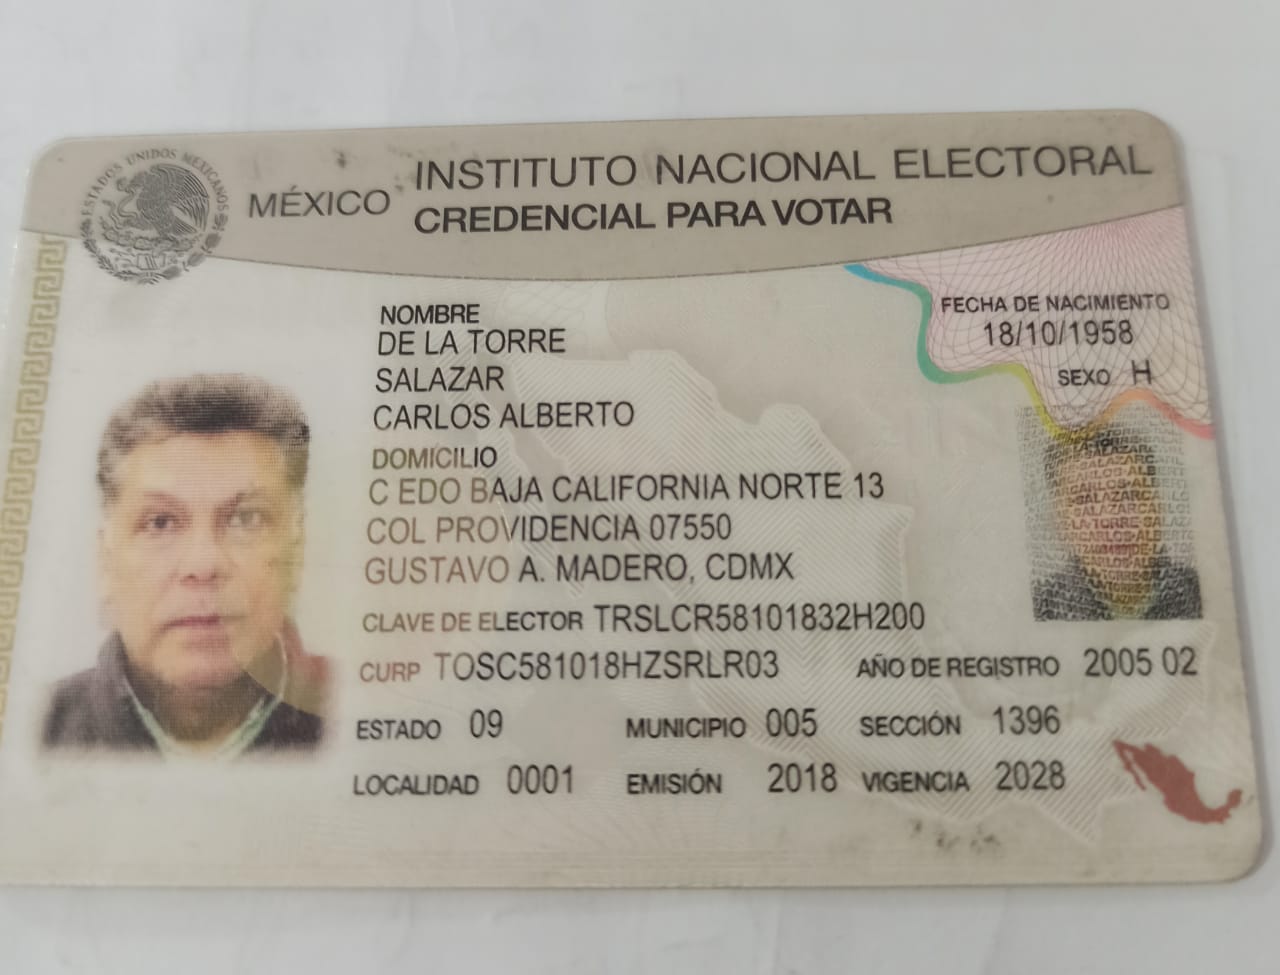 ESTADOS UNIDOS MEXICANOS
MÉXICO
INSTITUTO NACIONAL ELECTORAL
CREDENCIAL PARA VOTAR
NOMBRE
DE LA TORRE
SALAZAR
CARLOS ALBERTO
FECHA DE NACIMIENTO
18/10/1958
SEXO H
DOMICILIO
C EDO BAJA CALIFORNIA NORTE 13
COL PROVIDENCIA 07550
GUSTAVO A. MADERO, CDMX
CLAVE DE ELECTOR TRSLCR58101832H200
CURP TOSC581018HZSRLR03 AÑO DE REGISTRO 2005 02
ESTADO 09 MUNICIPIO 005 SECCIÓN 1396
LOCALIDAD 0001 EMISIÓN 2018 VIGENCIA 2028